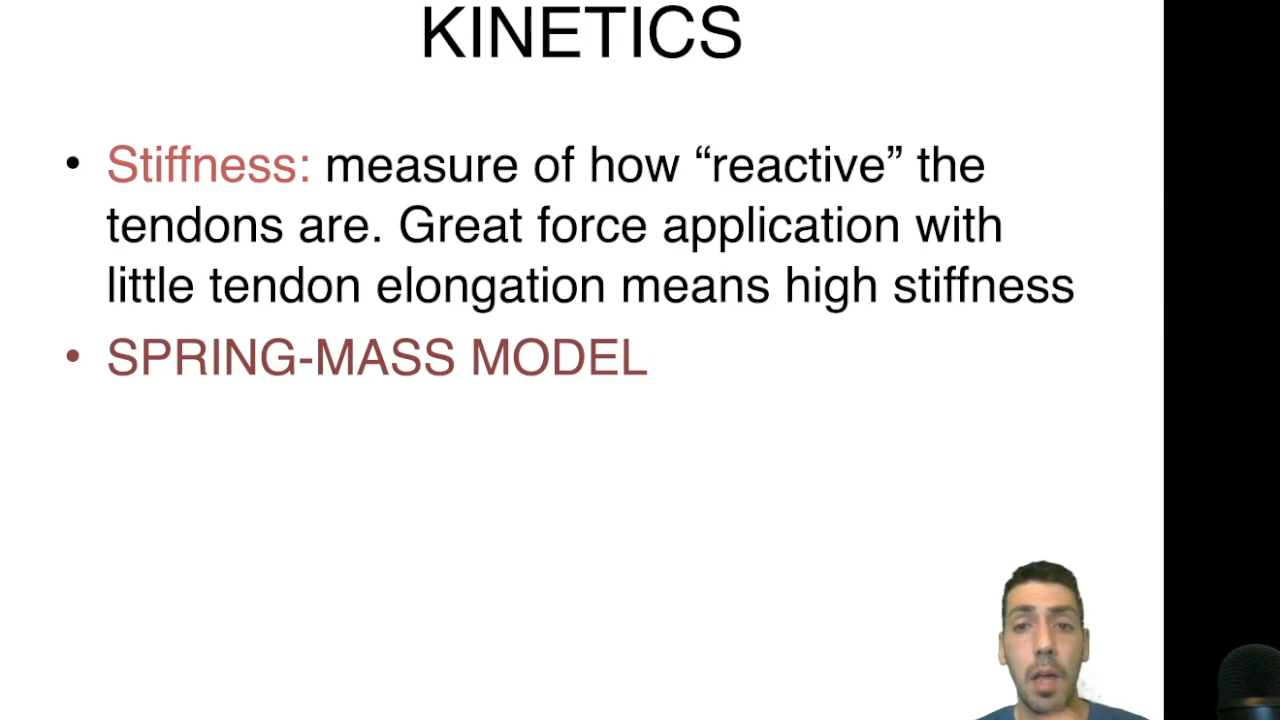 KINETICS
• Stiffness: measure of how “reactive” the
tendons are. Great force application with
little tendon elongation means high stiffness
• SPRING-MASS MODEL